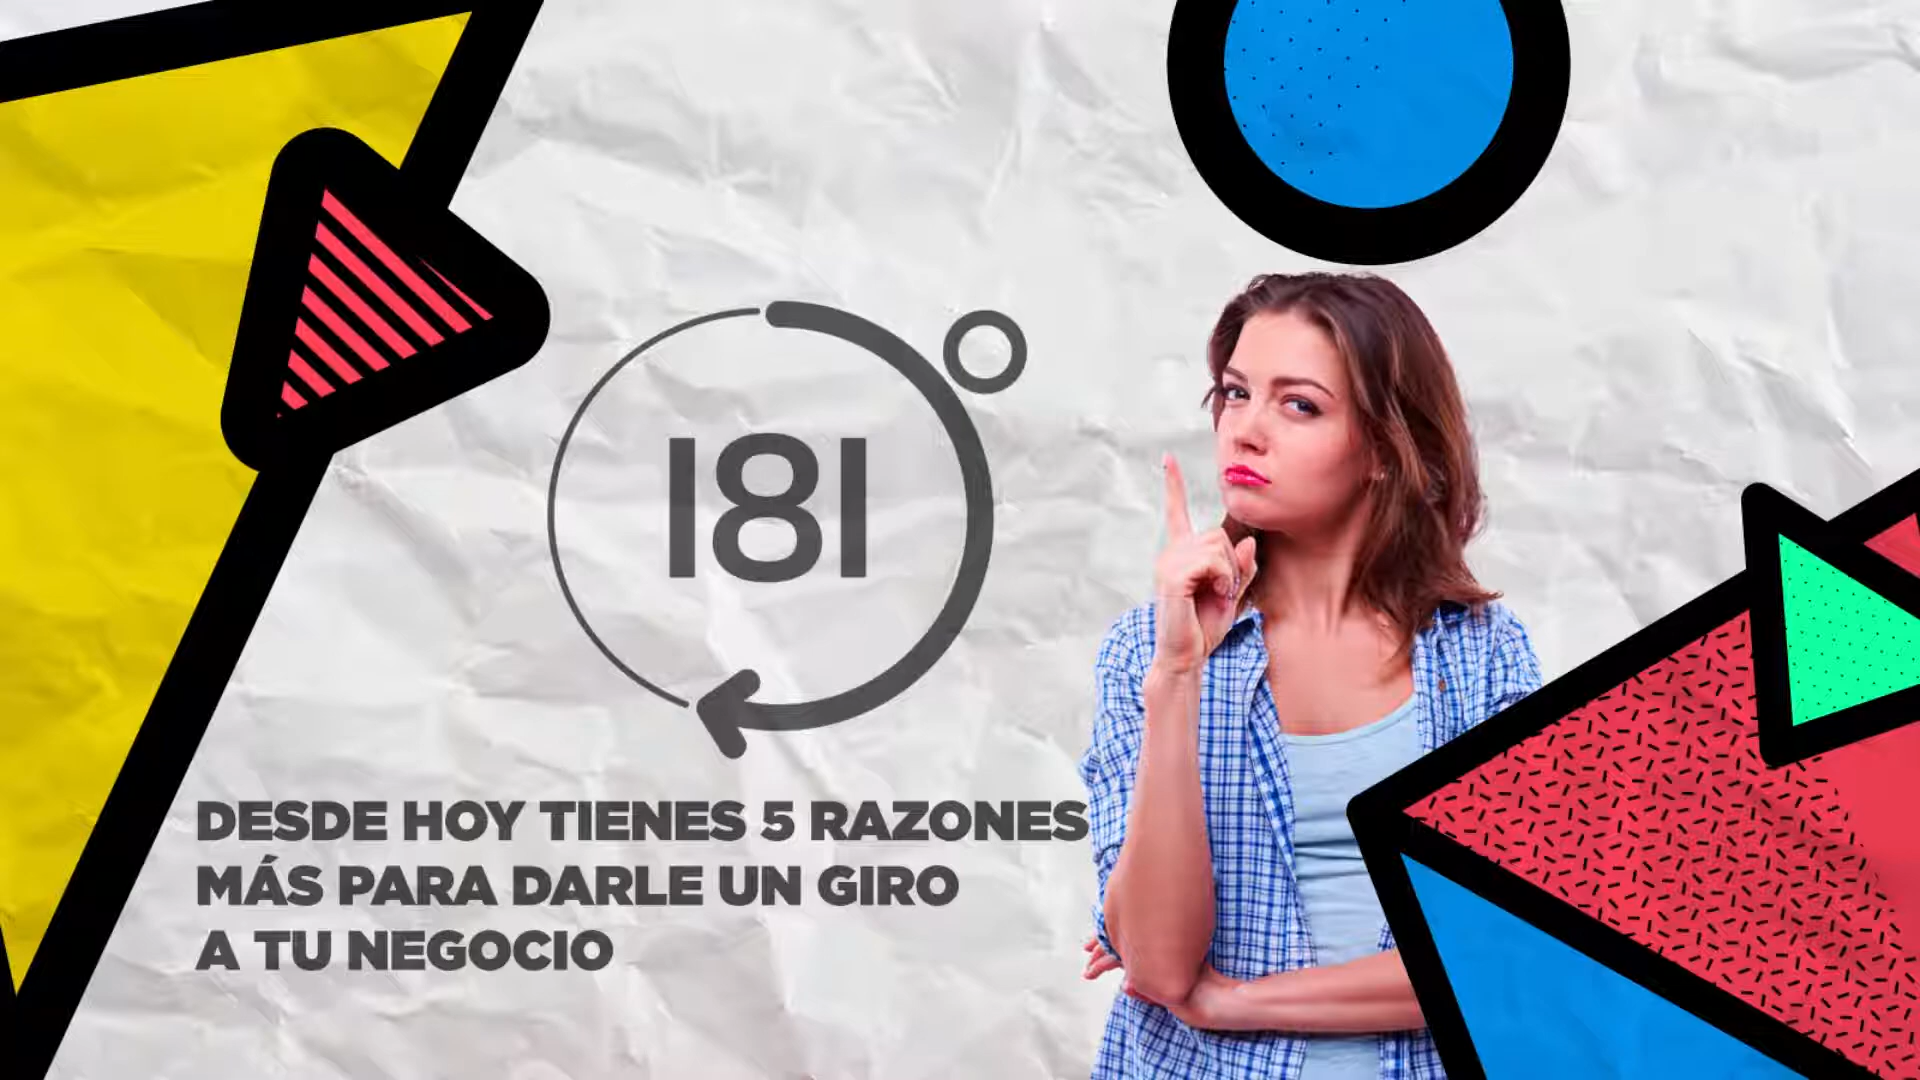 181°
DESDE HOY TIENES 5 RAZONES
MÁS PARA DARLE UN GIRO
A TU NEGOCIO